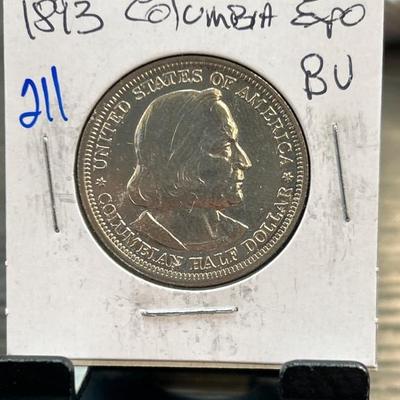 1893 Columbia Expo
BU
211
UNITED STATES OF AMERICA
COLUMBIAN HALF DOLLAR